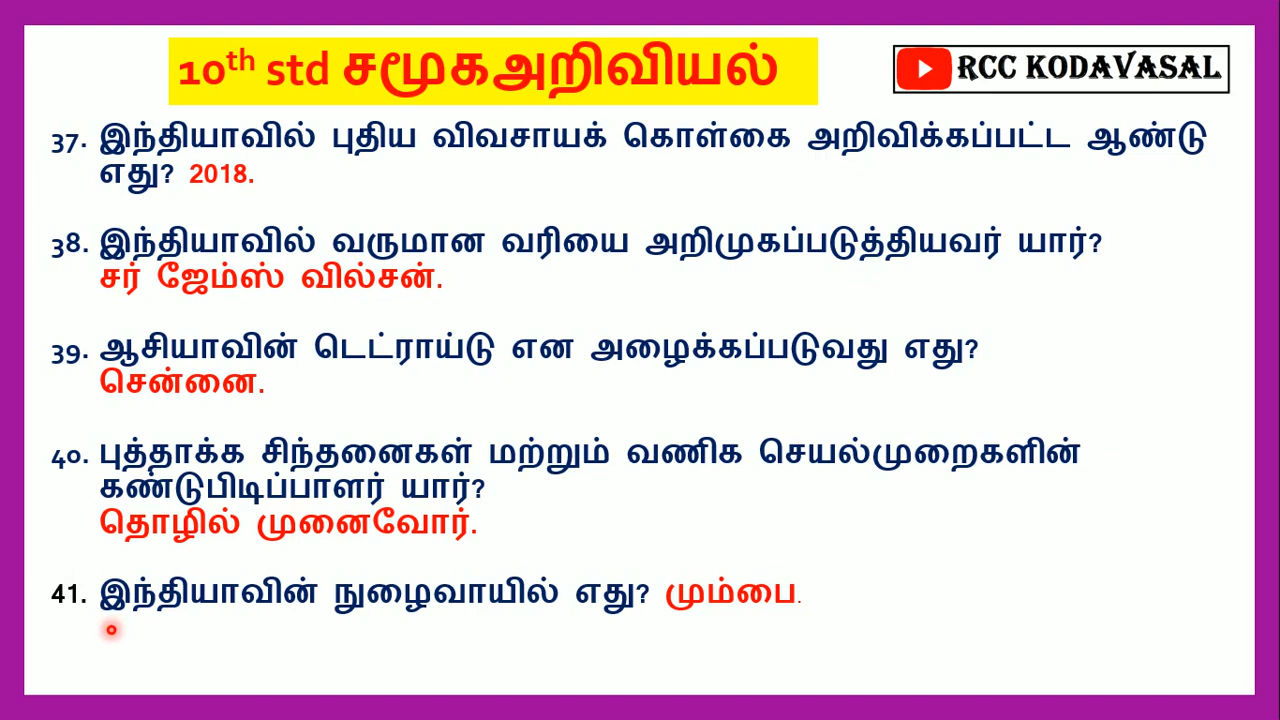 10th std சமூகஅறிவியல்
RCC KODAVASAL
37. இந்தியாவில் புதிய விவசாயக் கொள்கை அறிவிக்கப்பட்ட ஆண்டு
எது? 2018.
38. இந்தியாவில் வருமான வரியை அறிமுகப்படுத்தியவர் யார்?
சர் ஜேம்ஸ் வில்சன்.
39. ஆசியாவின் டெட்ராய்டு என அழைக்கப்படுவது எது?
சென்னை.
40. புத்தாக்க சிந்தனைகள் மற்றும் வணிக செயல்முறைகளின்
கண்டுபிடிப்பாளர் யார்?
தொழில் முனைவோர்.
41. இந்தியாவின் நுழைவாயில் எது? மும்பை.